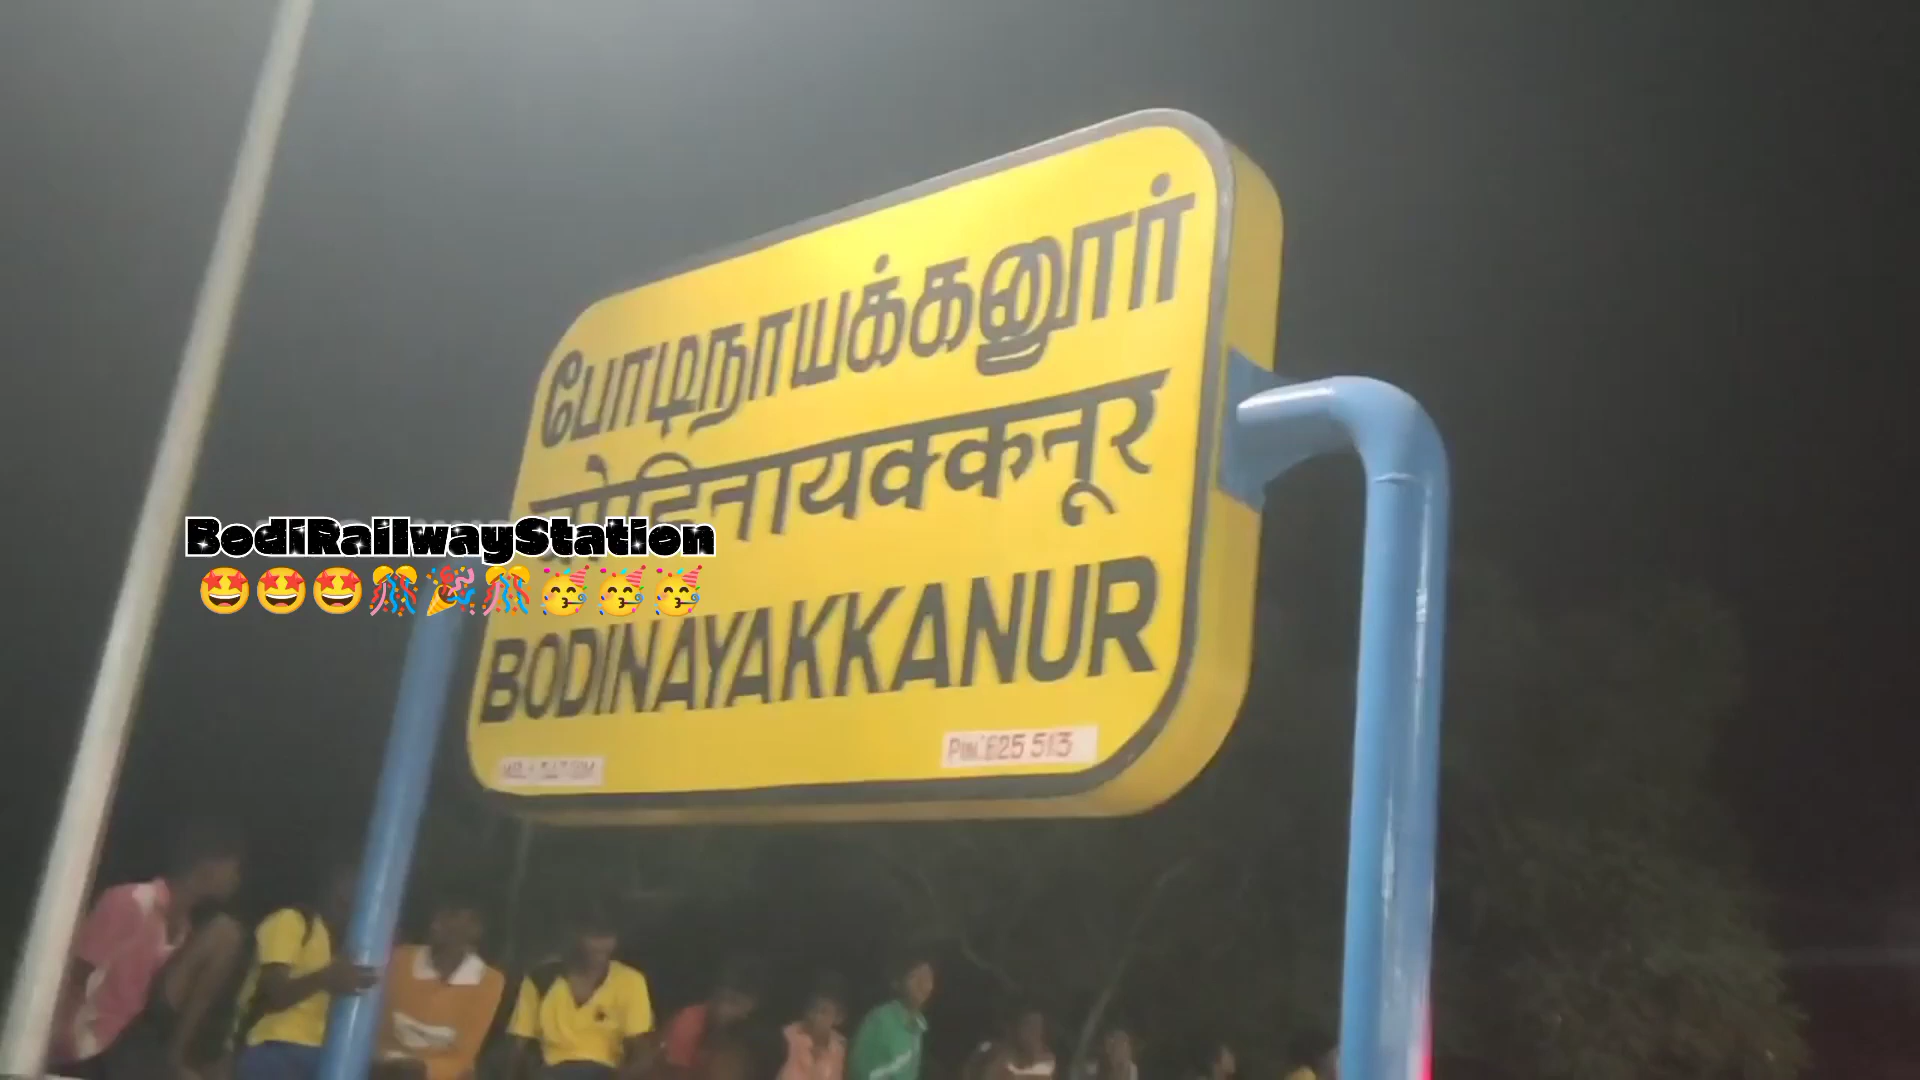 போடிநாயக்கனூர்
बोडिनायक्कनूर
BodiRailwayStation
🤩🤩🤩🎊🎉🎊🥳🥳🥳
BODINAYAKKANUR
PIN: 625 513